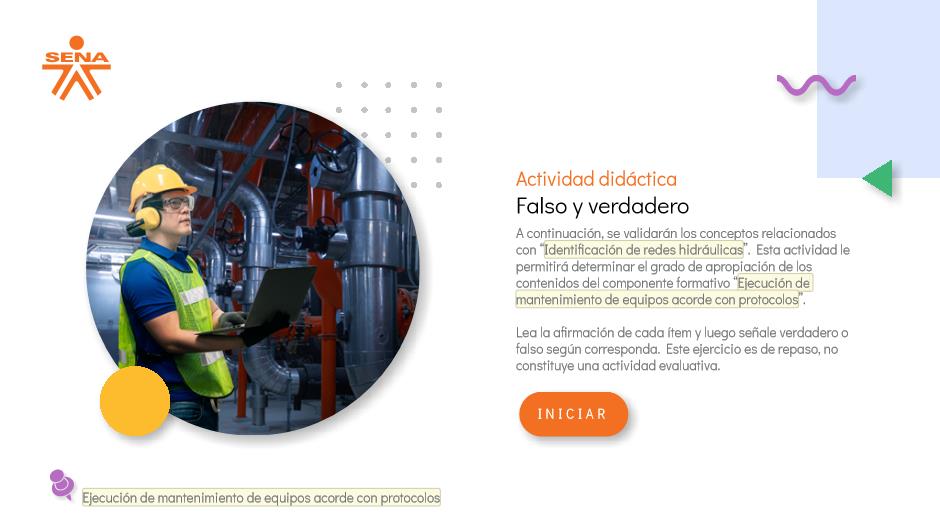 SENA
Actividad didáctica
Falso y verdadero
A continuación, se validarán los conceptos relacionados
con “Identificación de redes hidráulicas”. Esta actividad le
permitirá determinar el grado de apropiación de los
contenidos del componente formativo “Ejecución de
mantenimiento de equipos acorde con protocolos”.
Lea la afirmación de cada ítem y luego señale verdadero o
falso según corresponda. Este ejercicio es de repaso, no
constituye una actividad evaluativa.
INICIAR
Ejecución de mantenimiento de equipos acorde con protocolos